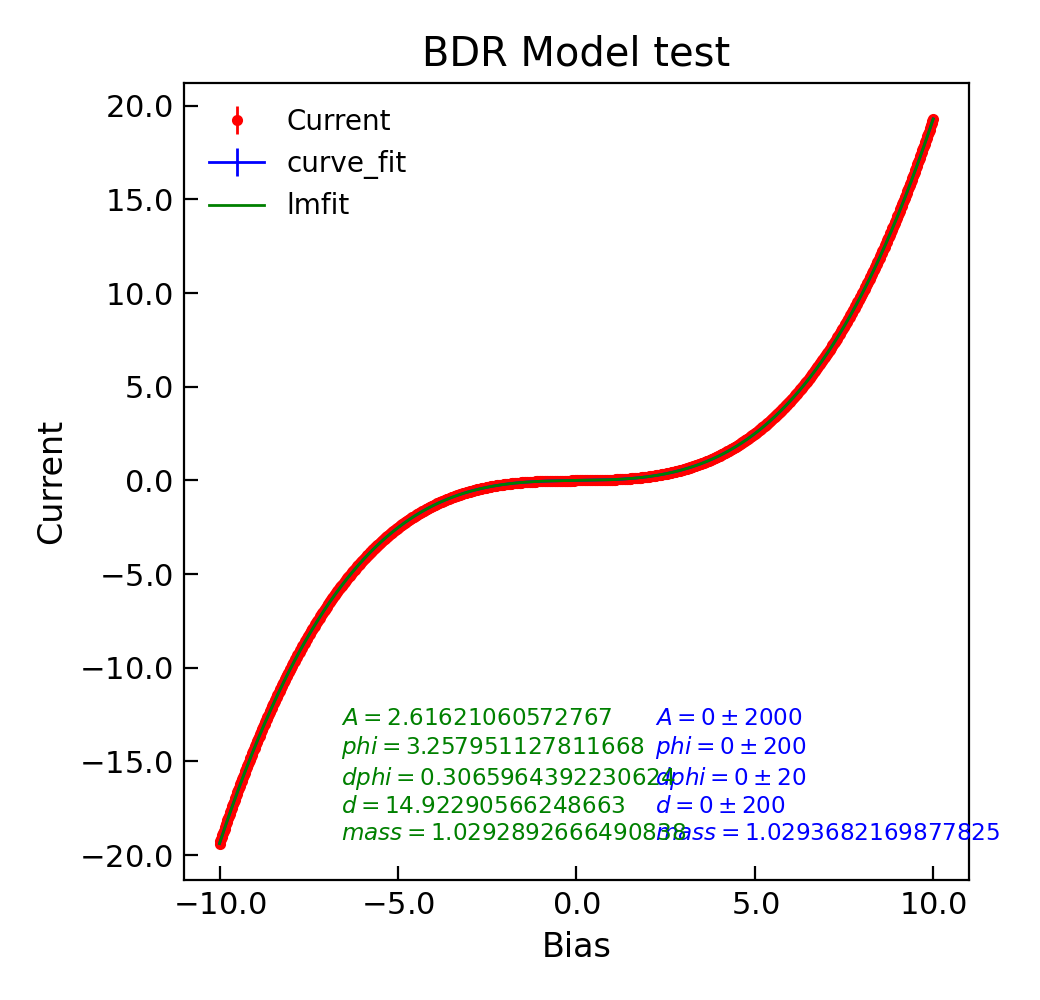 BDR Model test
20.0
15.0
10.0
5.0
0.0
−5.0
−10.0
−15.0
−20.0
Current
Current
curve_fit
lmfit
A = 2.61621060572767
phi = 3.257951127811668
dphi = 0.3065964392230624
d = 14.92290566248663
mass = 1.0292892666490838
A = 0 ± 2000
phi = 0 ± 200
dphi = 0 ± 20
d = 0 ± 200
mass = 1.0293682169877825
−10.0
−5.0
0.0
5.0
10.0
Bias